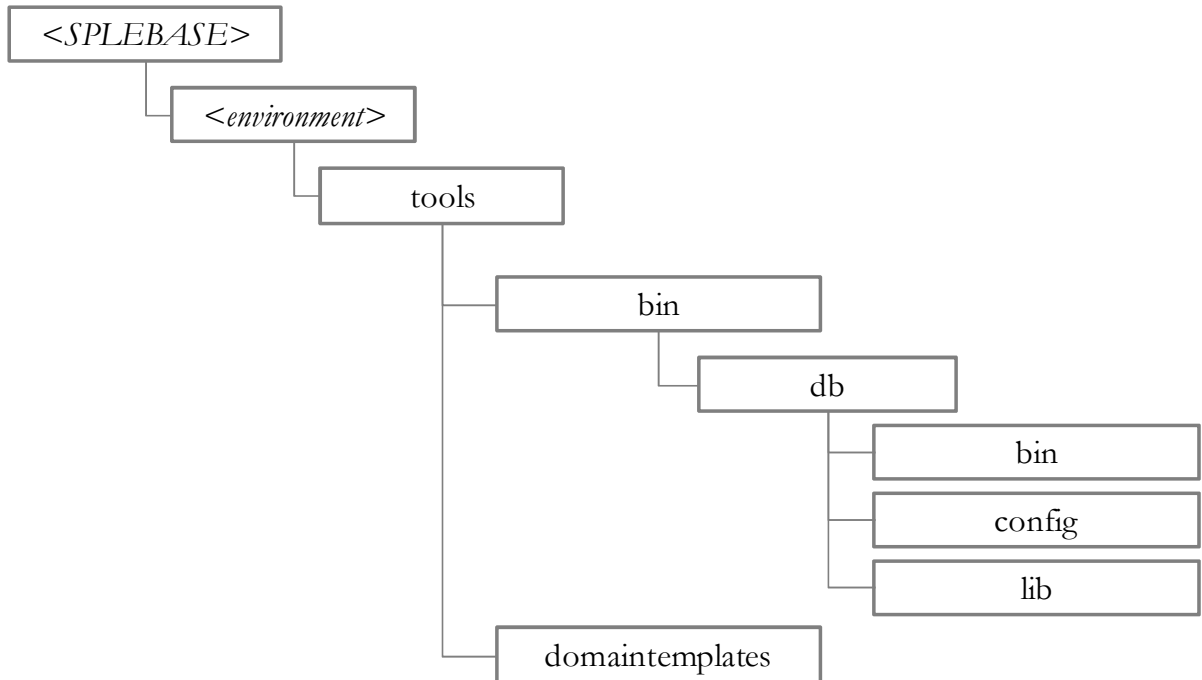 <SPLEBASE>
<environment>
tools
bin
db
bin
config
lib
domaintemplates